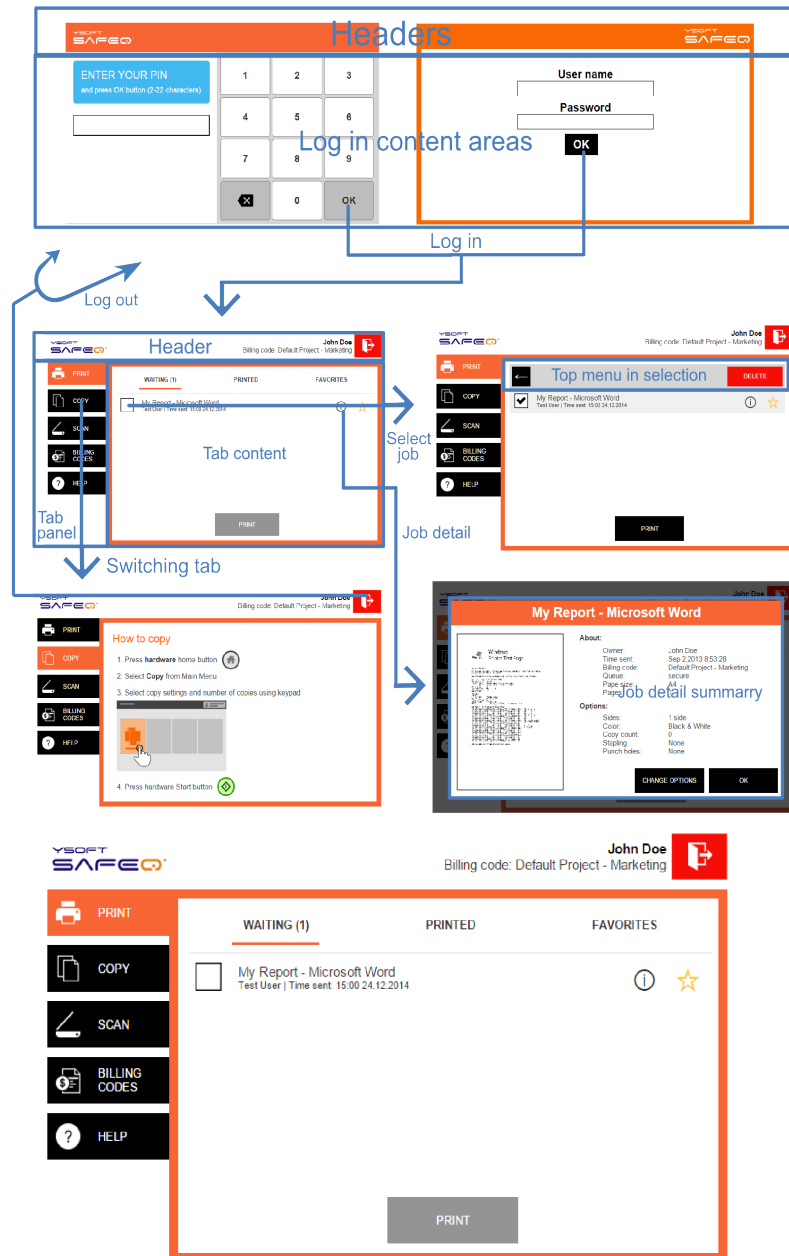 YSOFT
SAFEQ
Headers
YSOFT
SAFEQ
ENTER YOUR PIN
and press OK button (2-22 characters)
1 2 3
4 5 6
7 8 9
0 OK
User name
Password
OK
Log in content areas
Log in
Log out
YSOFT
SAFEQ
Header
John Doe
Billing code: Default Project - Marketing
PRINT
COPY
SCAN
BILLING
CODES
HELP
WAITING (1) PRINTED FAVORITES
My Report - Microsoft Word
Test User | Time sent: 15:00 24.12.2014
Tab content
PRINT
Tab
panel
Select
job
Job detail
YSOFT
SAFEQ
John Doe
Billing code: Default Project - Marketing
PRINT
COPY
SCAN
BILLING
CODES
HELP
Top menu in selection
DELETE
My Report - Microsoft Word
Test User | Time sent: 15:00 24.12.2014
PRINT
Switching tab
YSOFT
SAFEQ
John Doe
Billing code: Default Project - Marketing
PRINT
COPY
SCAN
BILLING
CODES
HELP
How to copy
1. Press hardware home button
2. Select Copy from Main Menu
3. Select copy settings and number of copies using keypad
4. Press hardware Start button
John Doe
My Report - Microsoft Word
Windows
Printer Test Page
About:
Owner: John Doe
Time sent: Sep 2,2013 8:53:28
Billing code: Default Project - Marketing
Queue: secure
Page size: A4
Job detail summarry
Options:
Sides: 1 side
Color: Black & White
Copy count: 0
Stapling None
Punch holes: None
CHANGE OPTIONS OK
YSOFT
SAFEQ
John Doe
Billing code: Default Project - Marketing
PRINT
COPY
SCAN
BILLING
CODES
HELP
WAITING (1) PRINTED FAVORITES
My Report - Microsoft Word
Test User | Time sent: 15:00 24.12.2014
PRINT